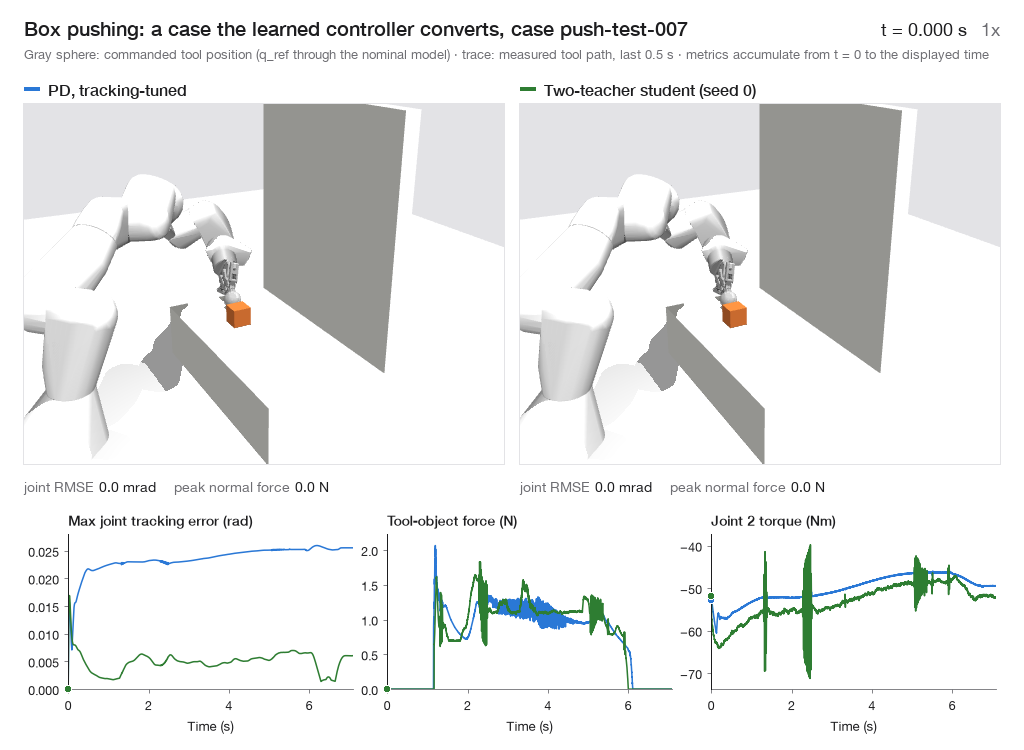 Box pushing: a case the learned controller converts, case push-test-007
t = 0.000 s 1x
Gray sphere: commanded tool position (q_ref through the nominal model) · trace: measured tool path, last 0.5 s · metrics accumulate from t = 0 to the displayed time
PD, tracking-tuned
Two-teacher student (seed 0)
joint RMSE 0.0 mrad peak normal force 0.0 N
joint RMSE 0.0 mrad peak normal force 0.0 N
Max joint tracking error (rad)
0.025
0.020
0.015
0.010
0.005
0.000
0 2 4 6
Time (s)
Tool-object force (N)
2.0
1.5
1.0
0.5
0.0
0 2 4 6
Time (s)
Joint 2 torque (Nm)
−40
−50
−60
−70
0 2 4 6
Time (s)